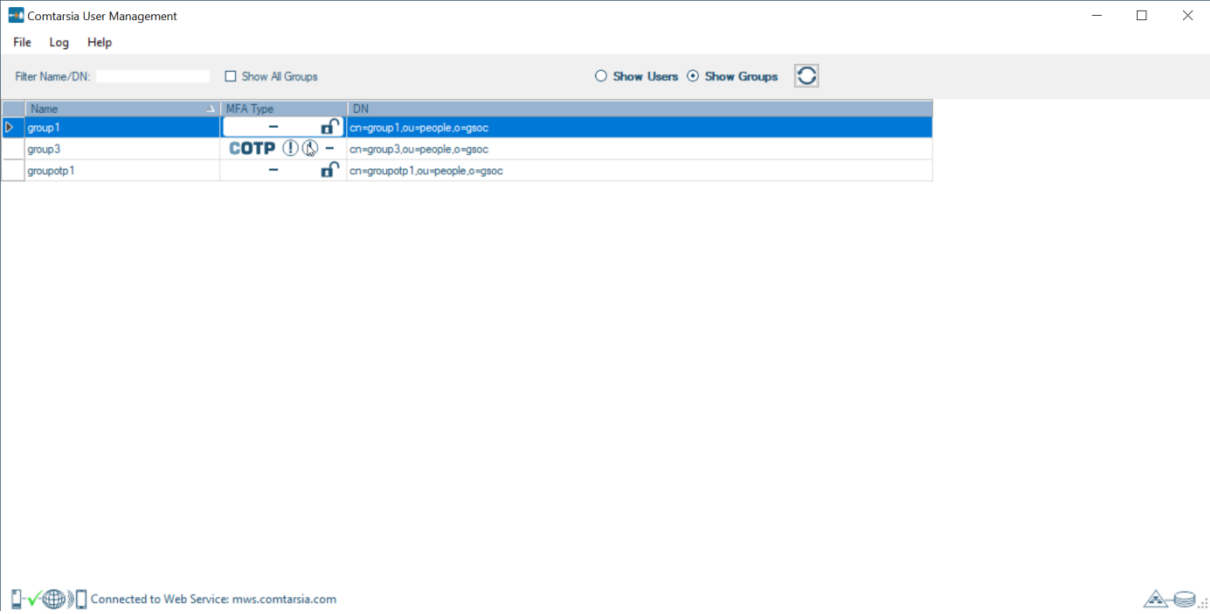 Comtarsia User Management
File Log Help
Filter Name/DN: Show All Groups Show Users Show Groups
Name MFA Type DN
group1 – cn=group1,ou=people,o=gsoc
group3 COTP – cn=group3,ou=people,o=gsoc
groupotp1 – cn=groupotp1,ou=people,o=gsoc
Connected to Web Service: mws.comtarsia.com